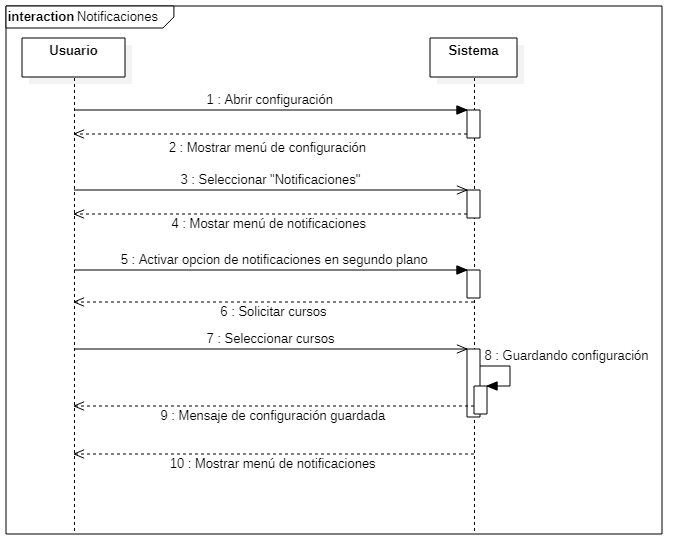 interaction Notificaciones
Usuario
Sistema
1 : Abrir configuración
2 : Mostrar menú de configuración
3 : Seleccionar "Notificaciones"
4 : Mostar menú de notificaciones
5 : Activar opcion de notificaciones en segundo plano
6 : Solicitar cursos
7 : Seleccionar cursos
8 : Guardando configuración
9 : Mensaje de configuración guardada
10 : Mostrar menú de notificaciones